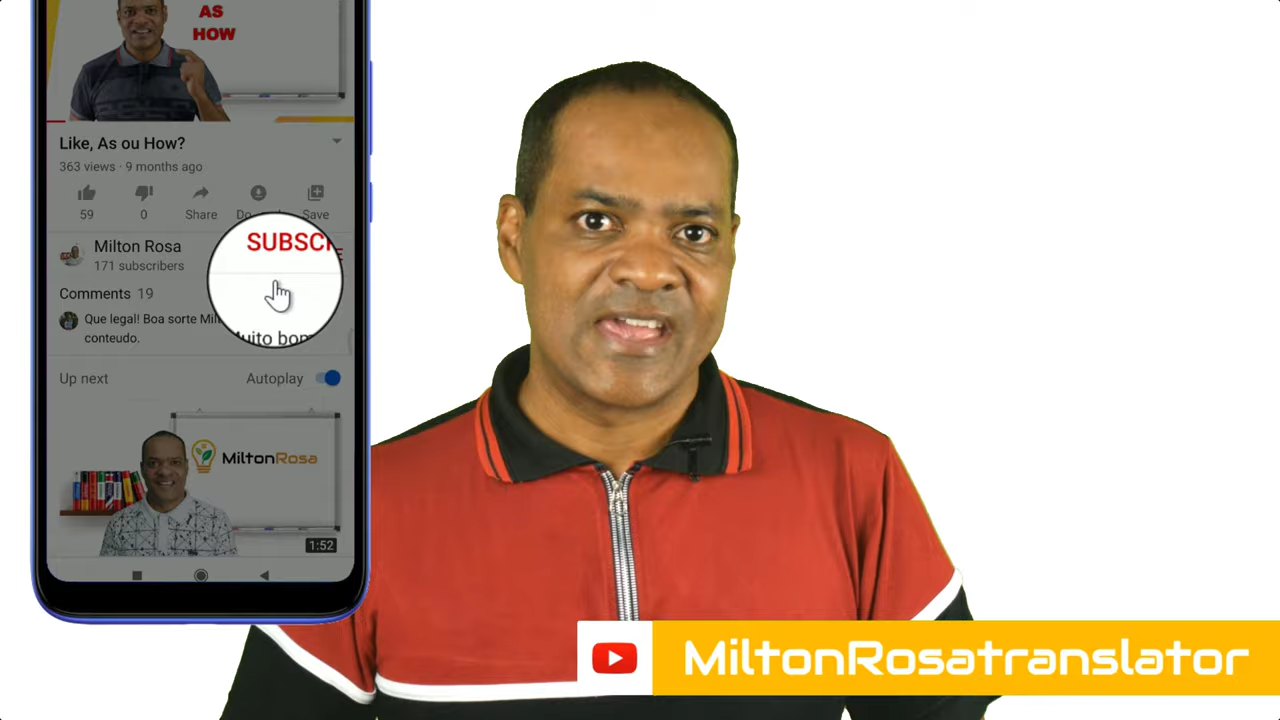 AS
HOW
Like, As ou How?
363 views · 9 months ago
59
0
Share
Save
Milton Rosa
SUBSC
171 subscribers
Comments 19
Que legal! Boa sorte
conteudo.
Up next
Autoplay
MiltonRosa
1:52
MiltonRosatranslator